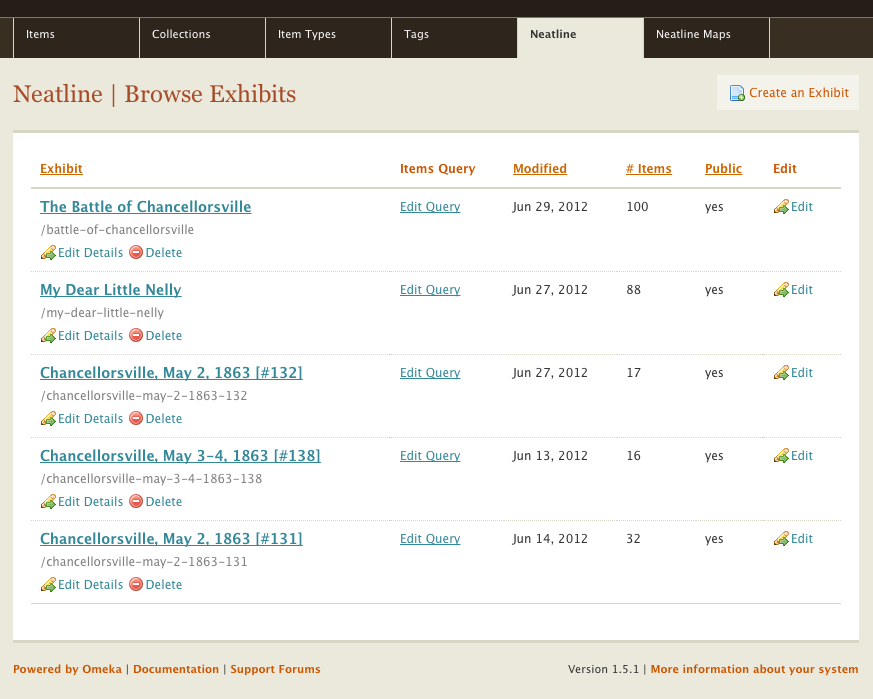 Items Collections Item Types Tags Neatline Neatline Maps
Neatline | Browse Exhibits
Create an Exhibit
Exhibit Items Query Modified # Items Public Edit
The Battle of Chancellorsville Edit Query Jun 29, 2012 100 yes Edit
/battle-of-chancellorsville
Edit Details Delete
My Dear Little Nelly Edit Query Jun 27, 2012 88 yes Edit
/my-dear-little-nelly
Edit Details Delete
Chancellorsville, May 2, 1863 [#132] Edit Query Jun 27, 2012 17 yes Edit
/chancellorsville-may-2-1863-132
Edit Details Delete
Chancellorsville, May 3-4, 1863 [#138] Edit Query Jun 13, 2012 16 yes Edit
/chancellorsville-may-3-4-1863-138
Edit Details Delete
Chancellorsville, May 2, 1863 [#131] Edit Query Jun 14, 2012 32 yes Edit
/chancellorsville-may-2-1863-131
Edit Details Delete
Powered by Omeka | Documentation | Support Forums Version 1.5.1 | More information about your system